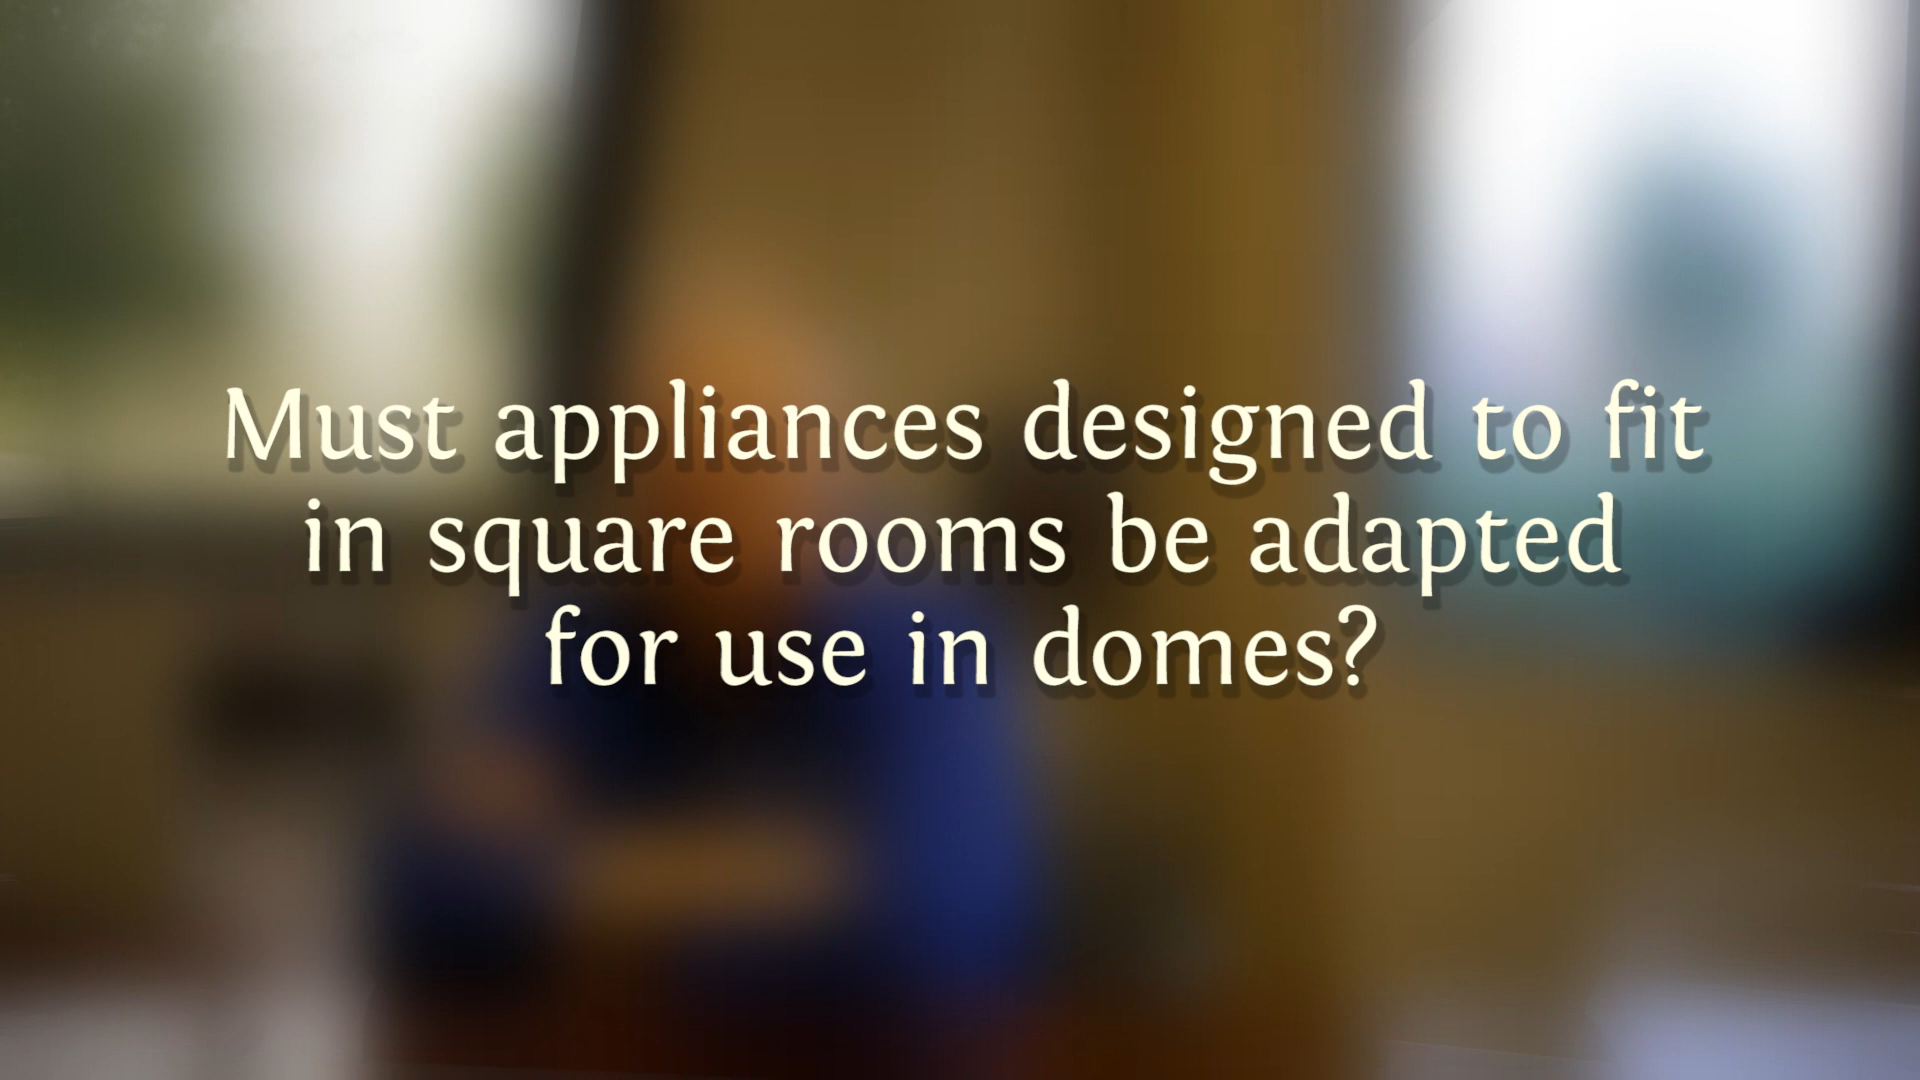 Must appliances designed to fit
in square rooms be adapted
for use in domes?